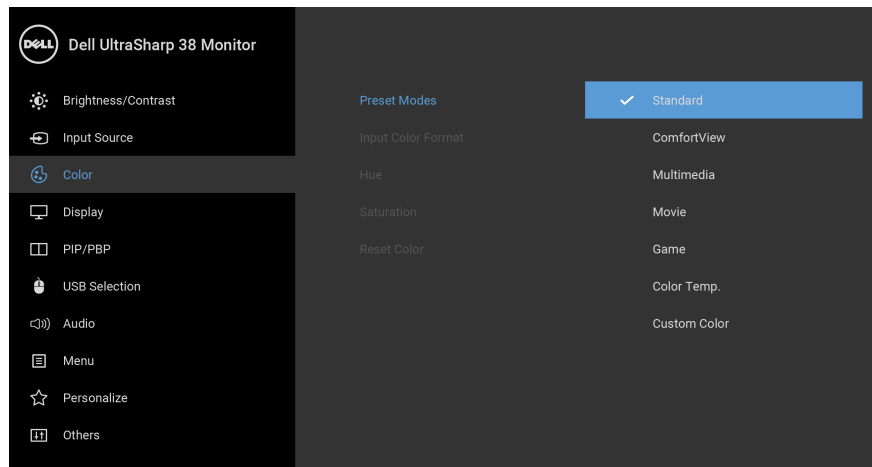 DELL Dell UltraSharp 38 Monitor
Brightness/Contrast Preset Modes Standard
Input Source Input Color Format ComfortView
Color Hue Multimedia
Display Saturation Movie
PIP/PBP Reset Color Game
USB Selection Color Temp.
Audio Custom Color
Menu
Personalize
Others